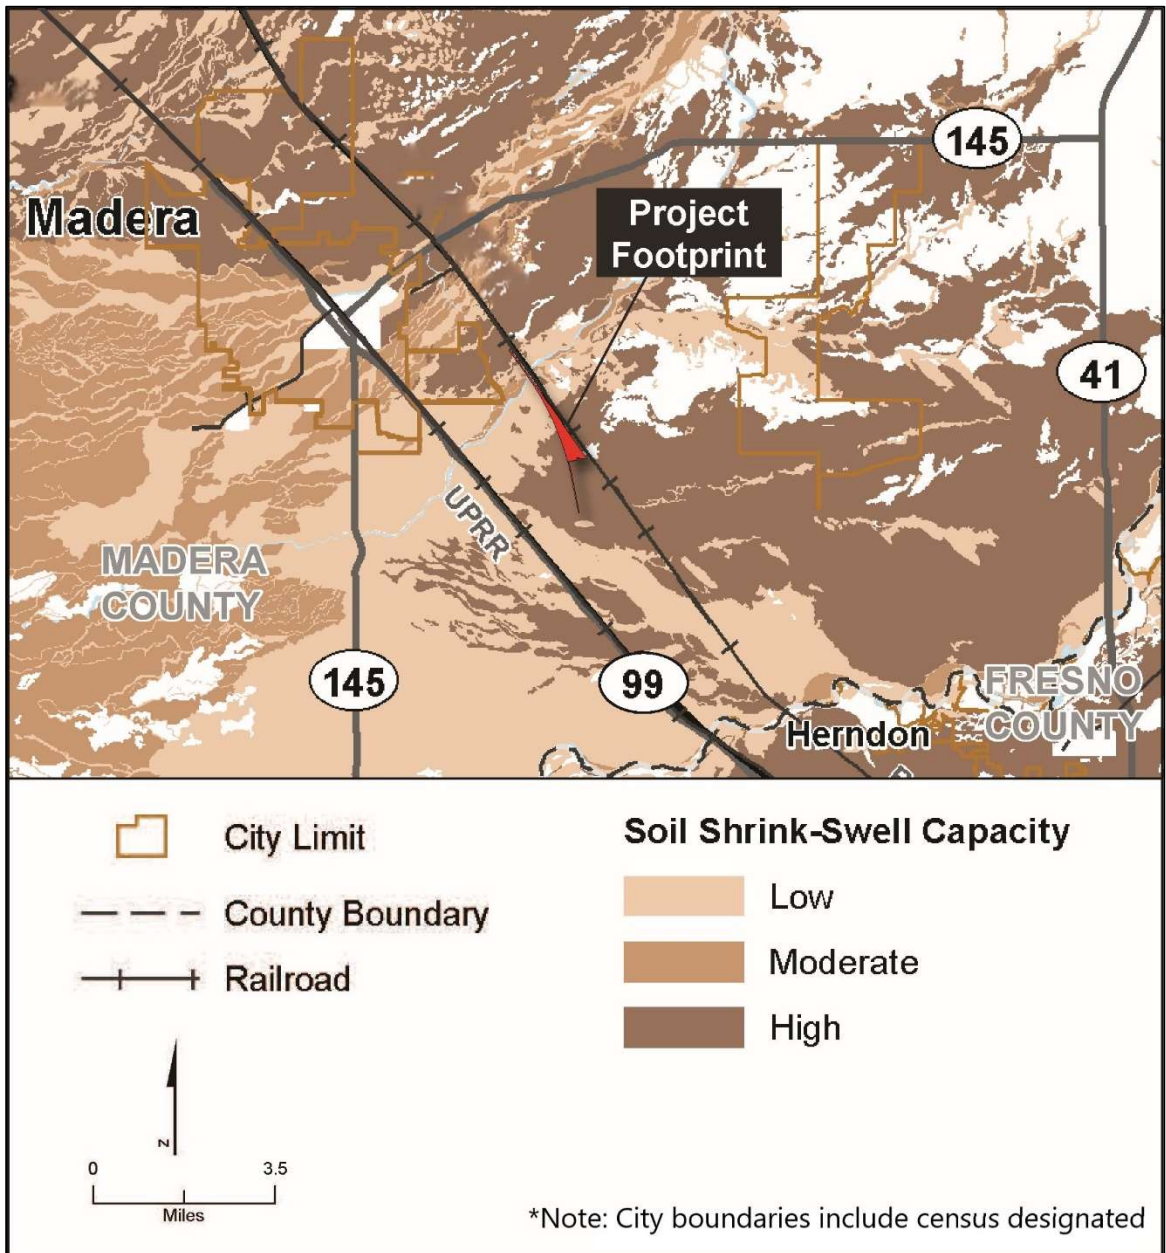 145
Madera
Project
Footprint
41
UPRR
MADERA
COUNTY
145
99
FRESNO
COUNTY
Herndon
City Limit
County Boundary
Railroad
Soil Shrink-Swell Capacity
Low
Moderate
High
N
0 3.5
Miles
*Note: City boundaries include census designated